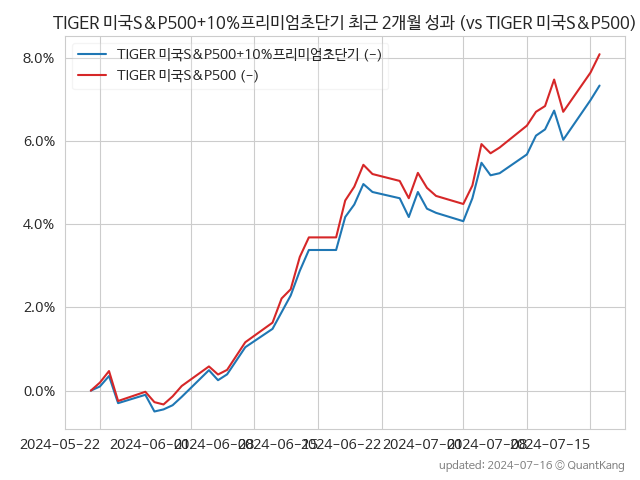 TIGER 미국S&P500+10%프리미엄초단기 최근 2개월 성과 (vs TIGER 미국S&P500)
TIGER 미국S&P500+10%프리미엄초단기 (-)
TIGER 미국S&P500 (-)
8.0%
6.0%
4.0%
2.0%
0.0%
2024-05-22 2024-06-01 2024-06-08 2024-06-15 2024-06-22 2024-07-01 2024-07-08 2024-07-15
updated: 2024-07-16 © QuantKang